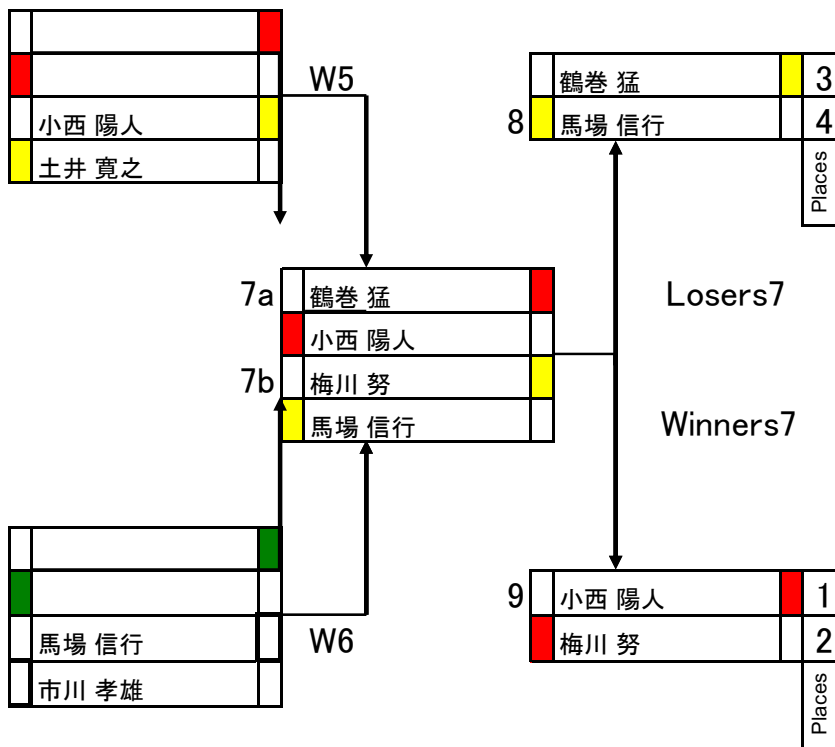 W5
小西 陽人
土井 寛之
鶴巻 猛 3
8 馬場 信行 4
Places
7a 鶴巻 猛
小西 陽人
7b 梅川 努
馬場 信行
Losers7
Winners7
馬場 信行
市川 孝雄
W6
9 小西 陽人 1
梅川 努 2
Places